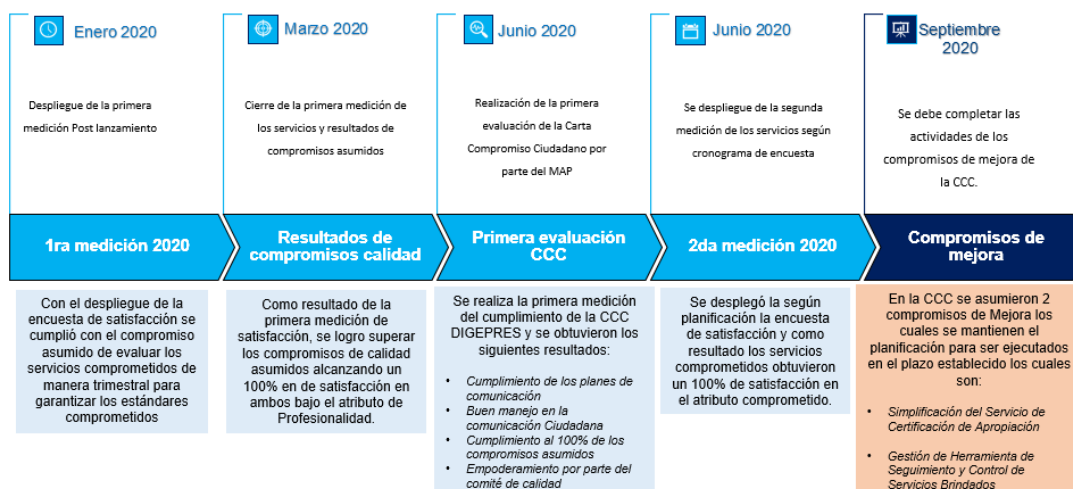 Enero 2020
Despliegue de la primera
medición Post lanzamiento
Marzo 2020
Cierre de la primera medición de
los servicios y resultados de
compromisos asumidos
Junio 2020
Realización de la primera
evaluación de la Carta
Compromiso Ciudadano por
parte del MAP
Junio 2020
Se despliegue de la segunda
medición de los servicios según
cronograma de encuesta
Septiembre
2020
Se debe completar las
actividades de los
compromisos de mejora de
la CCC.
1ra medición 2020
Resultados de
compromisos calidad
Primera evaluación
CCC
2da medición 2020
Compromisos de
mejora
Con el despliegue de la
encuesta de satisfacción se
cumplió con el compromiso
asumido de evaluar los
servicios comprometidos de
manera trimestral para
garantizar los estándares
comprometidos
Como resultado de la
primera medición de
satisfacción, se logro superar
los compromisos de calidad
asumidos alcanzando un
100% en de satisfacción en
ambos bajo el atributo de
Profesionalidad.
Se realiza la primera medición
del cumplimiento de la CCC
DIGEPRES y se obtuvieron los
siguientes resultados:
• Cumplimiento de los planes de
comunicación
• Buen manejo en la
comunicación Ciudadana
• Cumplimiento al 100% de los
compromisos asumidos
• Empoderamiento por parte del
comité de calidad
Se desplegó la según
planificación la encuesta
de satisfacción y como
resultado los servicios
comprometidos obtuvieron
un 100% de satisfacción en
el atributo comprometido.
En la CCC se asumieron 2
compromisos de Mejora los
cuales se mantienen el
planificación para ser ejecutados
en el plazo establecido los cuales
son:
• Simplificación del Servicio de
Certificación de Apropiación
• Gestión de Herramienta de
Seguimiento y Control de
Servicios Brindados